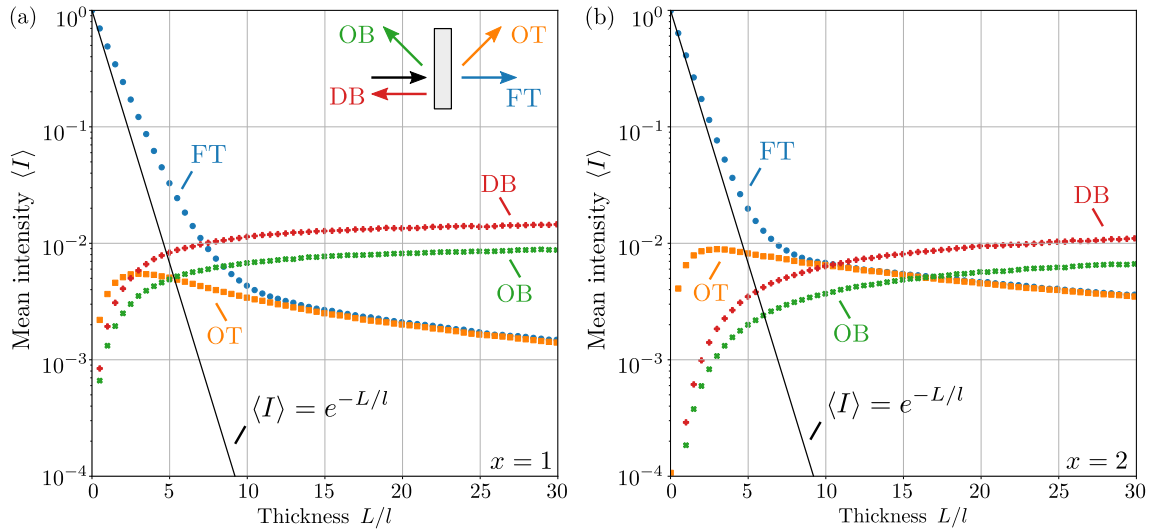 (a)
Mean intensity ⟨I⟩
10^0
10^−1
10^−2
10^−3
10^−4
OB
OT
DB
FT
FT
DB
OB
OT
⟨I⟩ = e^{−L/l}
x = 1
0 5 10 15 20 25 30
Thickness L/l
(b)
Mean intensity ⟨I⟩
10^0
10^−1
10^−2
10^−3
10^−4
FT
DB
OT
OB
⟨I⟩ = e^{−L/l}
x = 2
0 5 10 15 20 25 30
Thickness L/l